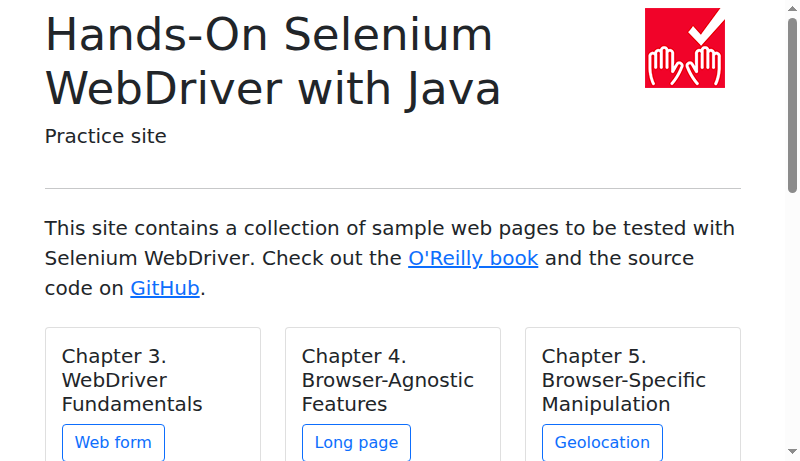 Hands-On Selenium
WebDriver with Java
Practice site
This site contains a collection of sample web pages to be tested with
Selenium WebDriver. Check out the O'Reilly book and the source
code on GitHub.
Chapter 3.
WebDriver
Fundamentals
Web form
Chapter 4.
Browser-Agnostic
Features
Long page
Chapter 5.
Browser-Specific
Manipulation
Geolocation